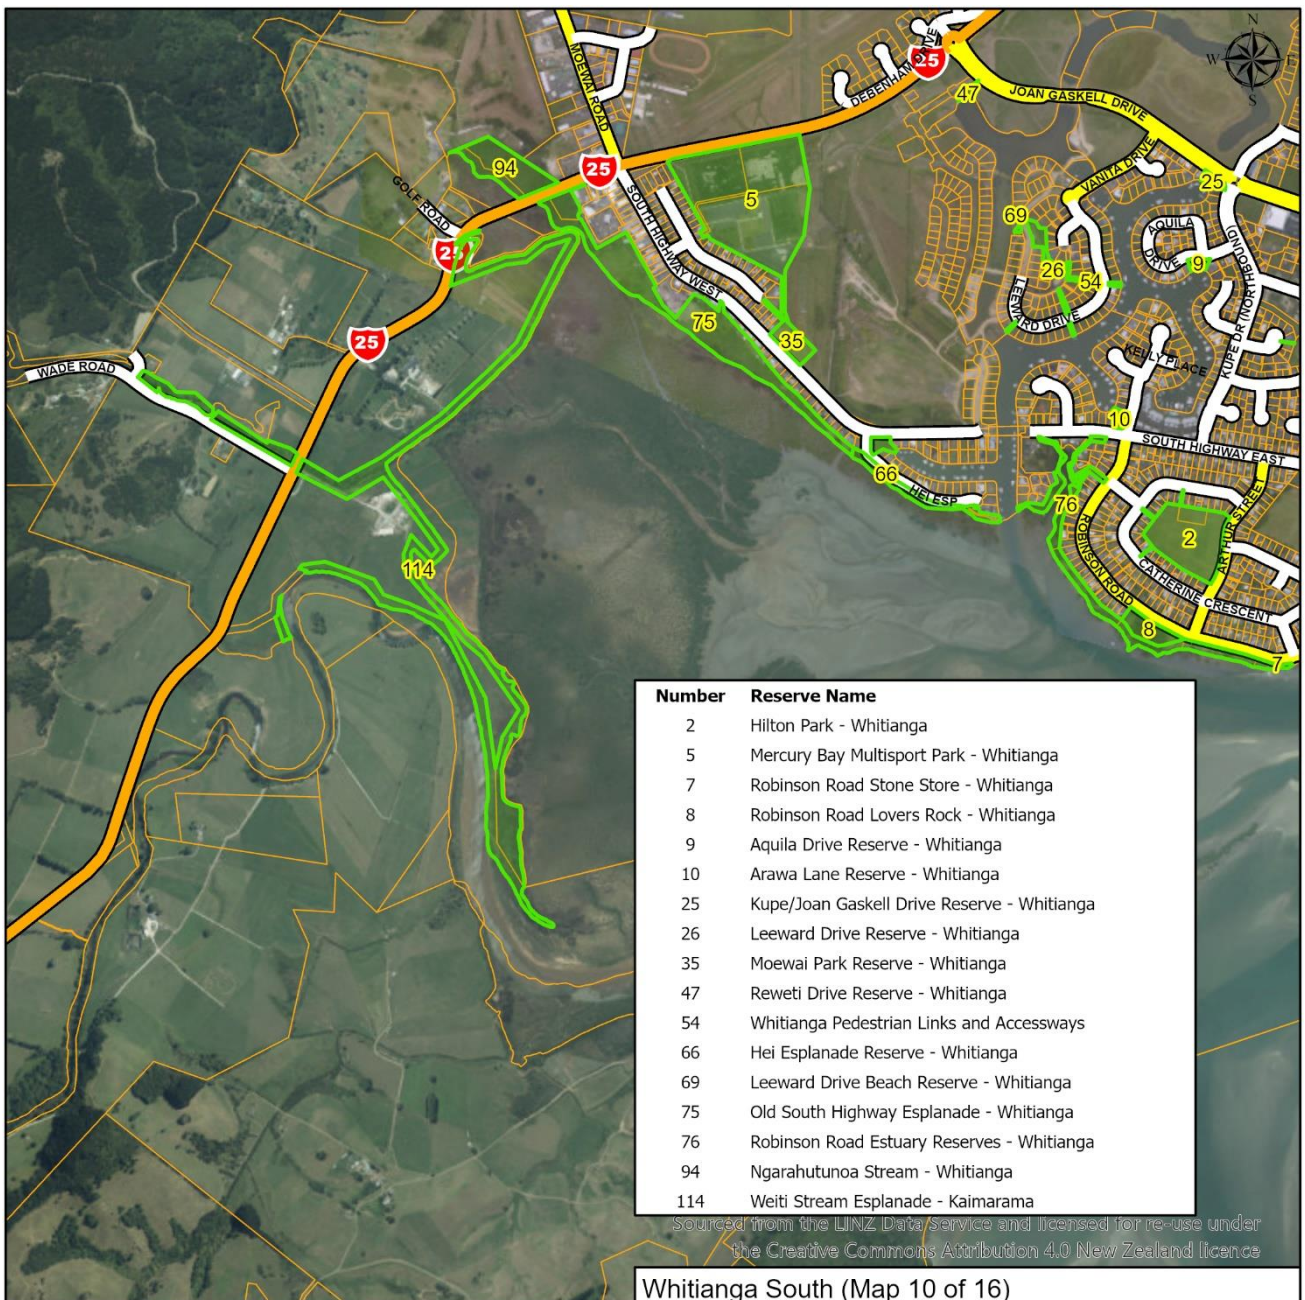 N
W
E
S
MOEWAI ROAD
DEBENHAM DRIVE
25
47
JOAN GASKELL DRIVE
94
25
VANITA DRIVE
25
GOLF ROAD
5
SOUTH HIGHWAY WEST
69
AQUILA
DRIVE
9
25
26
54
LEEWARD DRIVE
KUPE DR (NORTHBOUND)
75
25
35
KELLY PLACE
WADE ROAD
10
SOUTH HIGHWAY EAST
66
HEI ESP
76
ROBINSON ROAD
2
ARTHUR STREET
114
CATHERINE CRESCENT
8
7
Number Reserve Name
2 Hilton Park - Whitianga
5 Mercury Bay Multisport Park - Whitianga
7 Robinson Road Stone Store - Whitianga
8 Robinson Road Lovers Rock - Whitianga
9 Aquila Drive Reserve - Whitianga
10 Arawa Lane Reserve - Whitianga
25 Kupe/Joan Gaskell Drive Reserve - Whitianga
26 Leeward Drive Reserve - Whitianga
35 Moewai Park Reserve - Whitianga
47 Reweti Drive Reserve - Whitianga
54 Whitianga Pedestrian Links and Accessways
66 Hei Esplanade Reserve - Whitianga
69 Leeward Drive Beach Reserve - Whitianga
75 Old South Highway Esplanade - Whitianga
76 Robinson Road Estuary Reserves - Whitianga
94 Ngarahutunoa Stream - Whitianga
114 Weiti Stream Esplanade - Kaimarama
Sourced from the LINZ Data Service and licensed for re-use under
the Creative Commons Attribution 4.0 New Zealand licence
Whitianga South (Map 10 of 16)